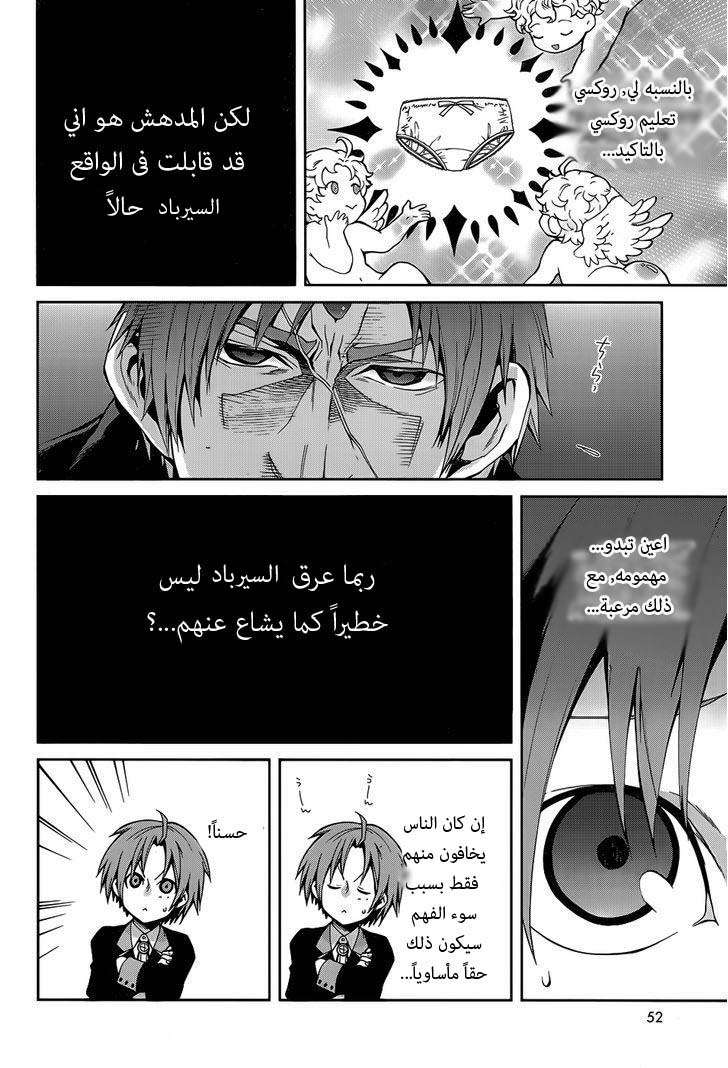 بالنسبه لي, روكسي
تعليم روكسي
بالتاكيد...
لكن المدهش هو اني
قد قابلت فى الواقع
السيرباد حالاً
اعين تبدو...
مهمومه, مع
ذلك مرعبة...
ربما عرق السيرباد ليس
خطيراً كما يشاع عنهم...؟
إن كان الناس
يخافون منهم
فقط بسبب
سوء الفهم
سيكون ذلك
حقاً مأساوياً...
حسناً!
52